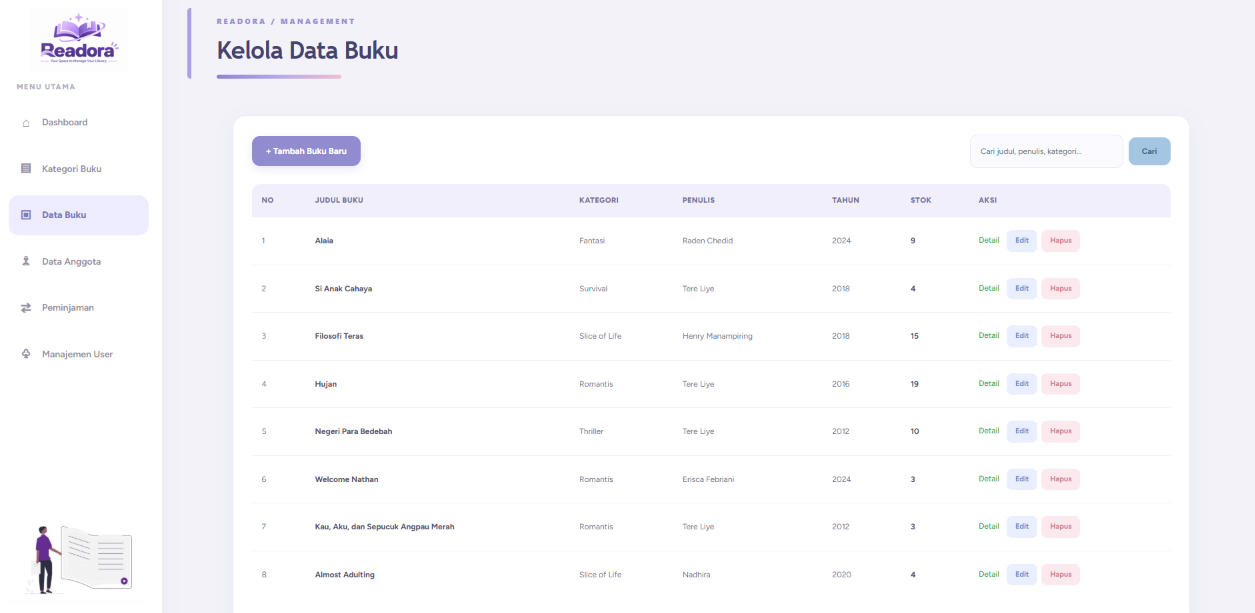 Readora
Your Space to Manage Your Library
MENU UTAMA
Dashboard
Kategori Buku
Data Buku
Data Anggota
Peminjaman
Manajemen User
READORA / MANAGEMENT
Kelola Data Buku
+ Tambah Buku Baru
Cari judul, penulis, kategori...
Cari
NO JUDUL BUKU KATEGORI PENULIS TAHUN STOK AKSI
1 Alaia Fantasi Raden Chedid 2024 9 Detail Edit Hapus
2 Si Anak Cahaya Survival Tere Liye 2018 4 Detail Edit Hapus
3 Filosofi Teras Slice of Life Henry Manampiring 2018 15 Detail Edit Hapus
4 Hujan Romantis Tere Liye 2016 19 Detail Edit Hapus
5 Negeri Para Bedebah Thriller Tere Liye 2012 10 Detail Edit Hapus
6 Welcome Nathan Romantis Erisca Febriani 2024 3 Detail Edit Hapus
7 Kau, Aku, dan Sepucuk Angpau Merah Romantis Tere Liye 2012 3 Detail Edit Hapus
8 Almost Adulting Slice of Life Nadhira 2020 4 Detail Edit Hapus